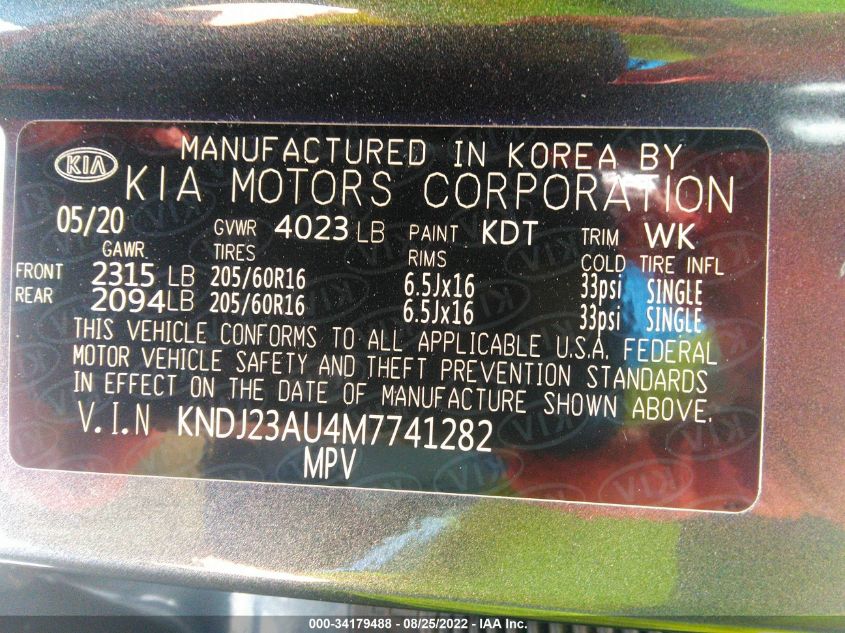 KIA
MANUFACTURED IN KOREA BY
KIA MOTORS CORPORATION
05/20 GVWR 4023 LB PAINT KDT TRIM WK
GAWR TIRES RIMS COLD TIRE INFL
FRONT 2315 LB 205/60R16 6.5Jx16 33psi SINGLE
REAR 2094 LB 205/60R16 6.5Jx16 33psi SINGLE
THIS VEHICLE CONFORMS TO ALL APPLICABLE U.S.A. FEDERAL
MOTOR VEHICLE SAFETY AND THEFT PREVENTION STANDARDS
IN EFFECT ON THE DATE OF MANUFACTURE SHOWN ABOVE.
V.I.N KNDJ23AU4M7741282
MPV
000-34179488 - 08/25/2022 - IAA Inc.